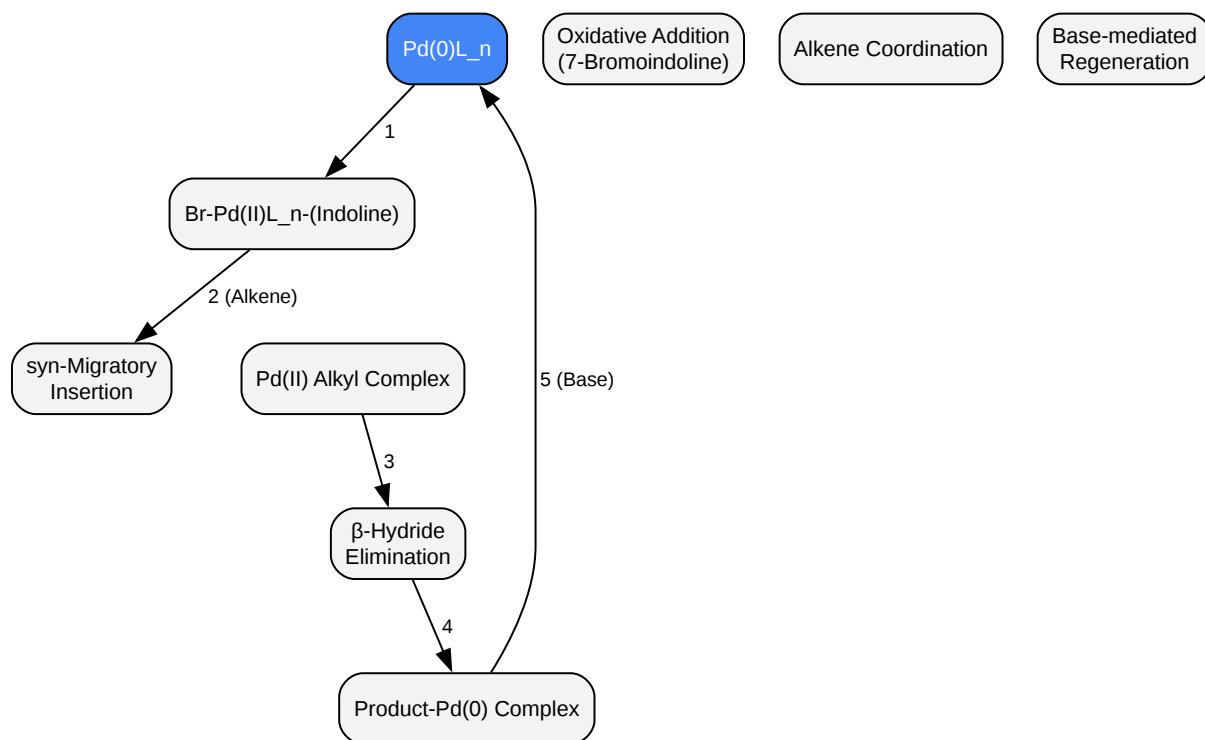 Pd(0)L_n
Oxidative Addition
(7-Bromoindoline)
Alkene Coordination
Base-mediated
Regeneration
1
Br-Pd(II)L_n-(Indoline)
2 (Alkene)
syn-Migratory
Insertion
Pd(II) Alkyl Complex
5 (Base)
3
β-Hydride
Elimination
4
Product-Pd(0) Complex